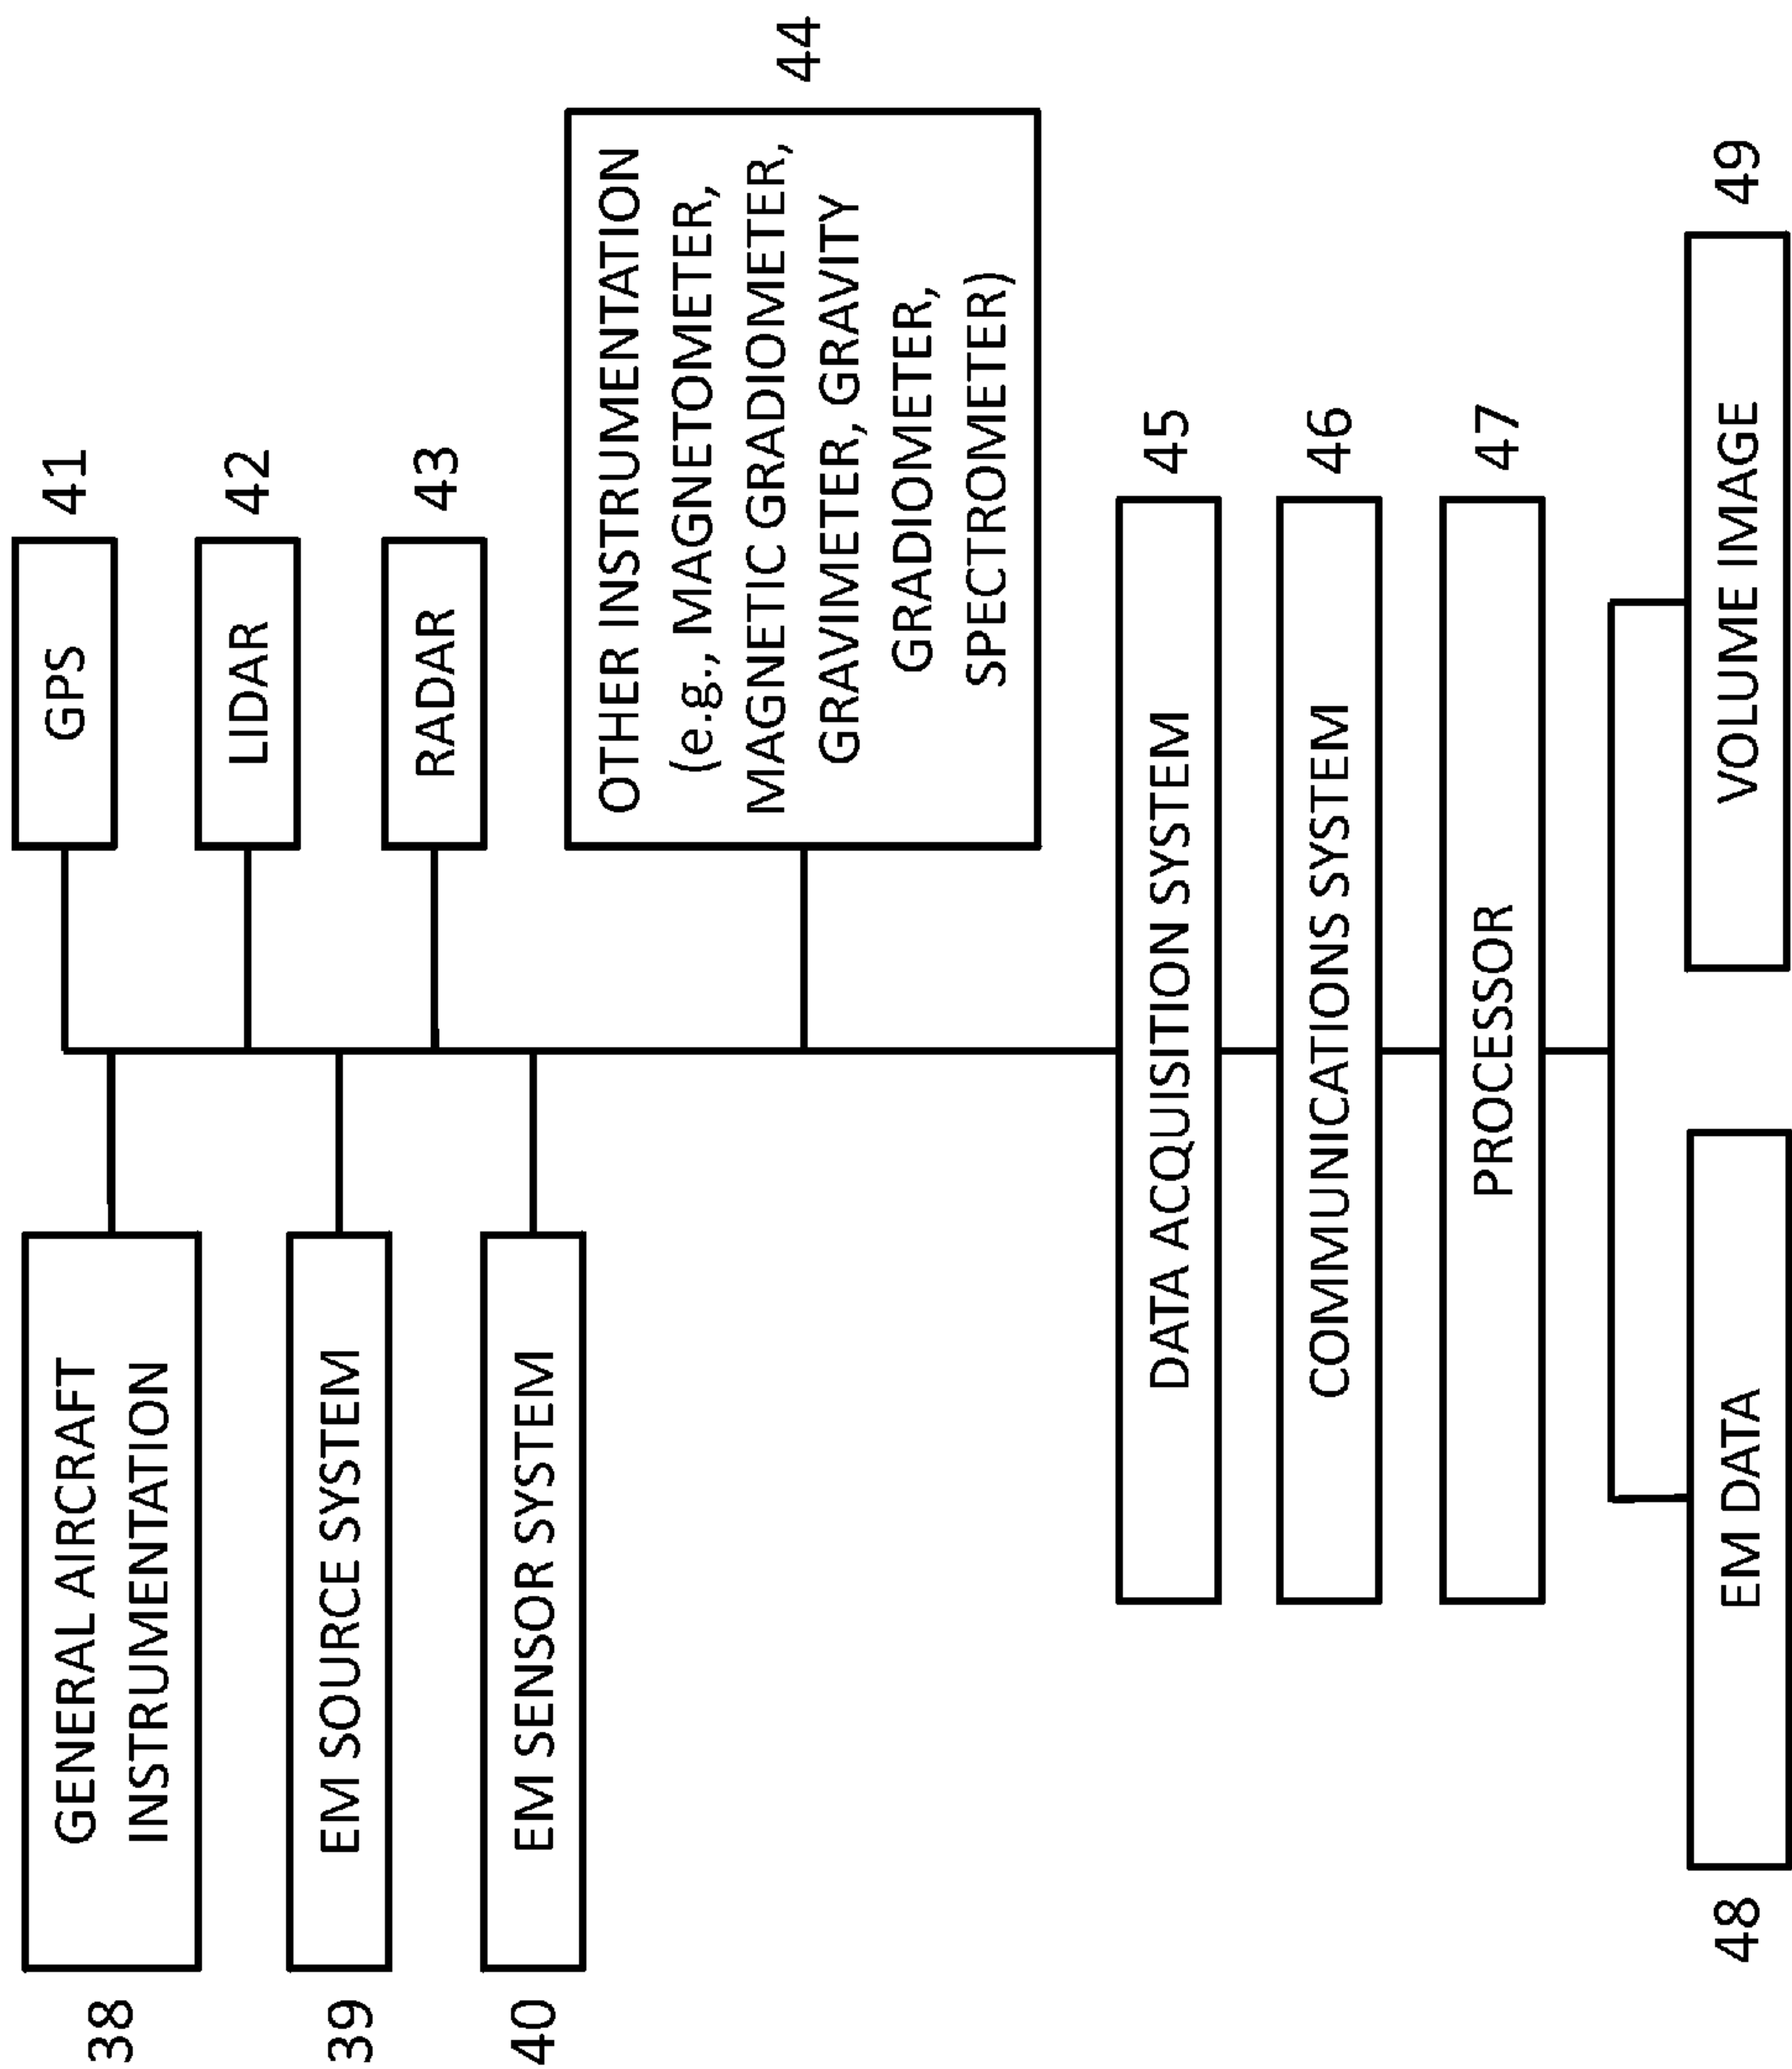 38
GENERAL AIRCRAFT
INSTRUMENTATION
39
EM SOURCE SYSTEM
40
EM SENSOR SYSTEM
GPS
41
LIDAR
42
RADAR
43
OTHER INSTRUMENTATION
(e.g., MAGNETOMETER,
MAGNETIC GRADIOMETER,
GRAVIMETER, GRAVITY
GRADIOMETER,
SPECTROMETER)
44
DATA ACQUISITION SYSTEM
45
COMMUNICATIONS SYSTEM
46
PROCESSOR
47
48
EM DATA
VOLUME IMAGE
49